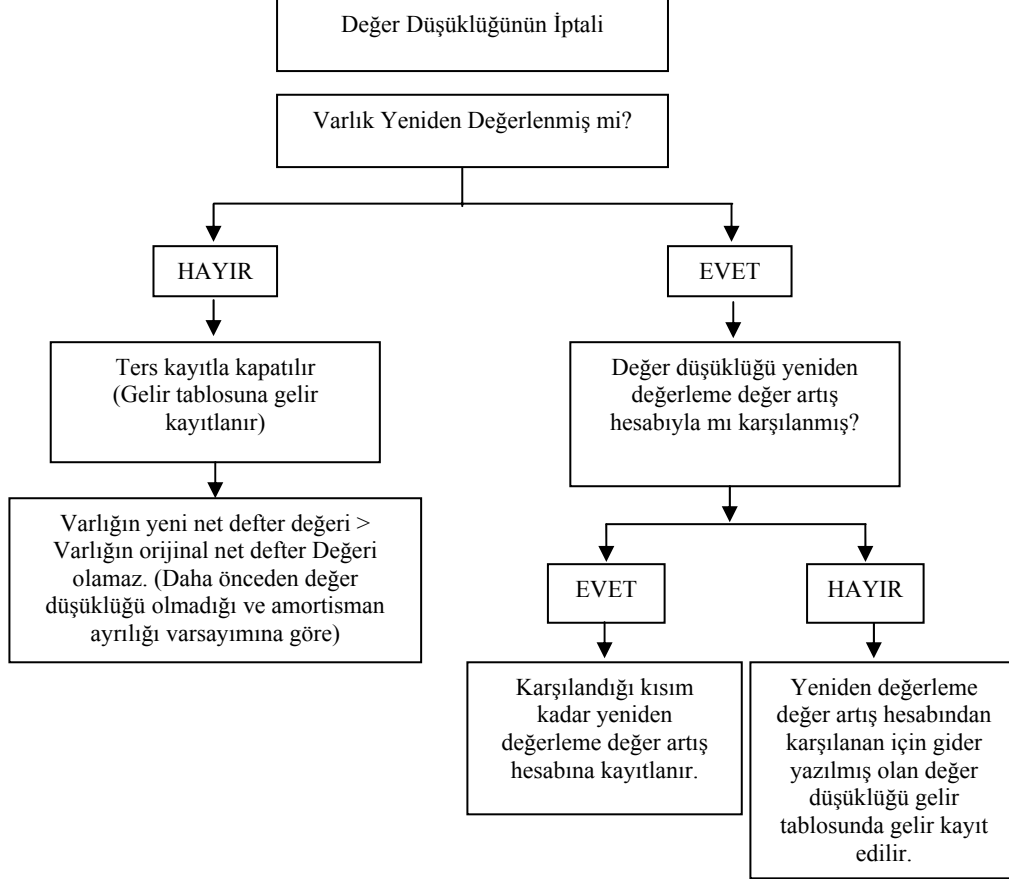 Değer Düşüklüğünün İptali
Varlık Yeniden Değerlenmiş mi?
HAYIR
EVET
Ters kayıtla kapatılır
(Gelir tablosuna gelir
kayıtlanır)
Değer düşüklüğü yeniden
değerleme değer artış
hesabıyla mı karşılanmış?
Varlığın yeni net defter değeri >
Varlığın orijinal net defter Değeri
olamaz. (Daha önceden değer
düşüklüğü olmadığı ve amortisman
ayrılığı varsayımına göre)
EVET
HAYIR
Karşılandığı kısım
kadar yeniden
değerleme değer artış
hesabına kayıtlanır.
Yeniden değerleme
değer artış hesabından
karşılanan için gider
yazılmış olan değer
düşüklüğü gelir
tablosunda gelir kayıt
edilir.